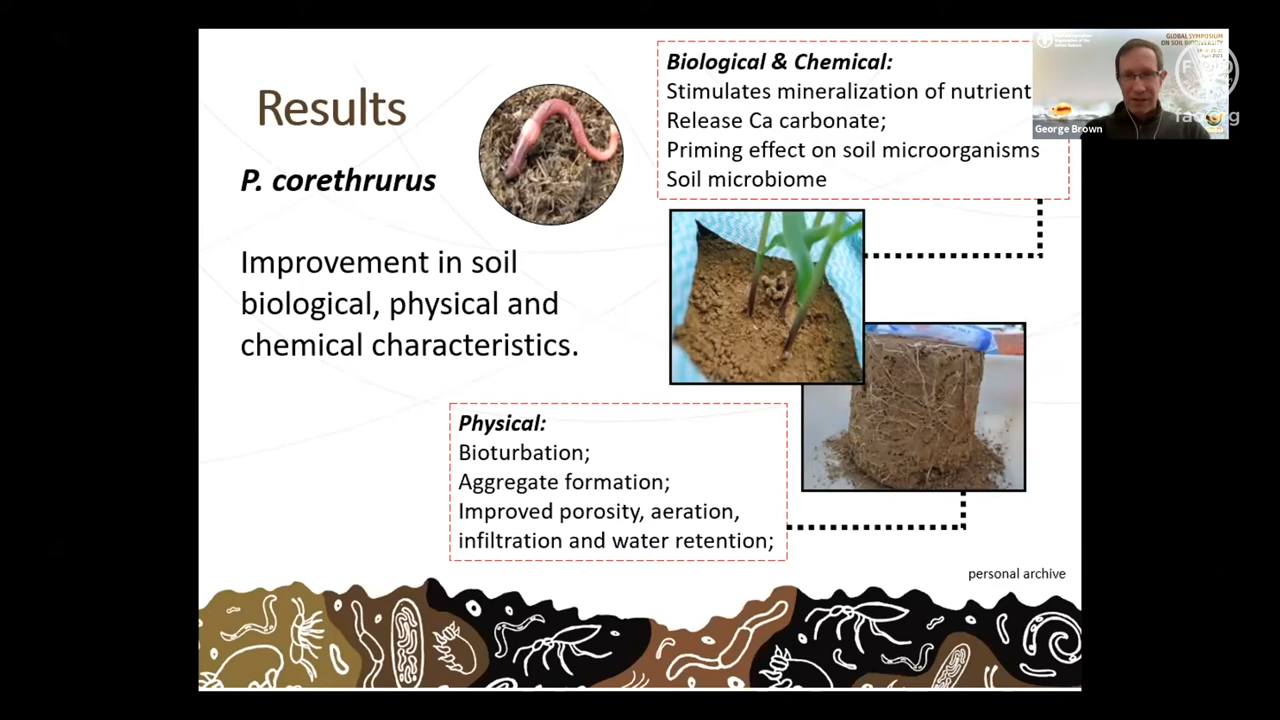 Results
P. corethrurus
Improvement in soil
biological, physical and
chemical characteristics.
Biological & Chemical:
Stimulates mineralization of nutrient
Release Ca carbonate;
Priming effect on soil microorganisms
Soil microbiome
Physical:
Bioturbation;
Aggregate formation;
Improved porosity, aeration,
infiltration and water retention;
personal archive
GLOBAL SYMPOSIUM
ON SOIL BIODIVERSITY
George Brown
fao.org